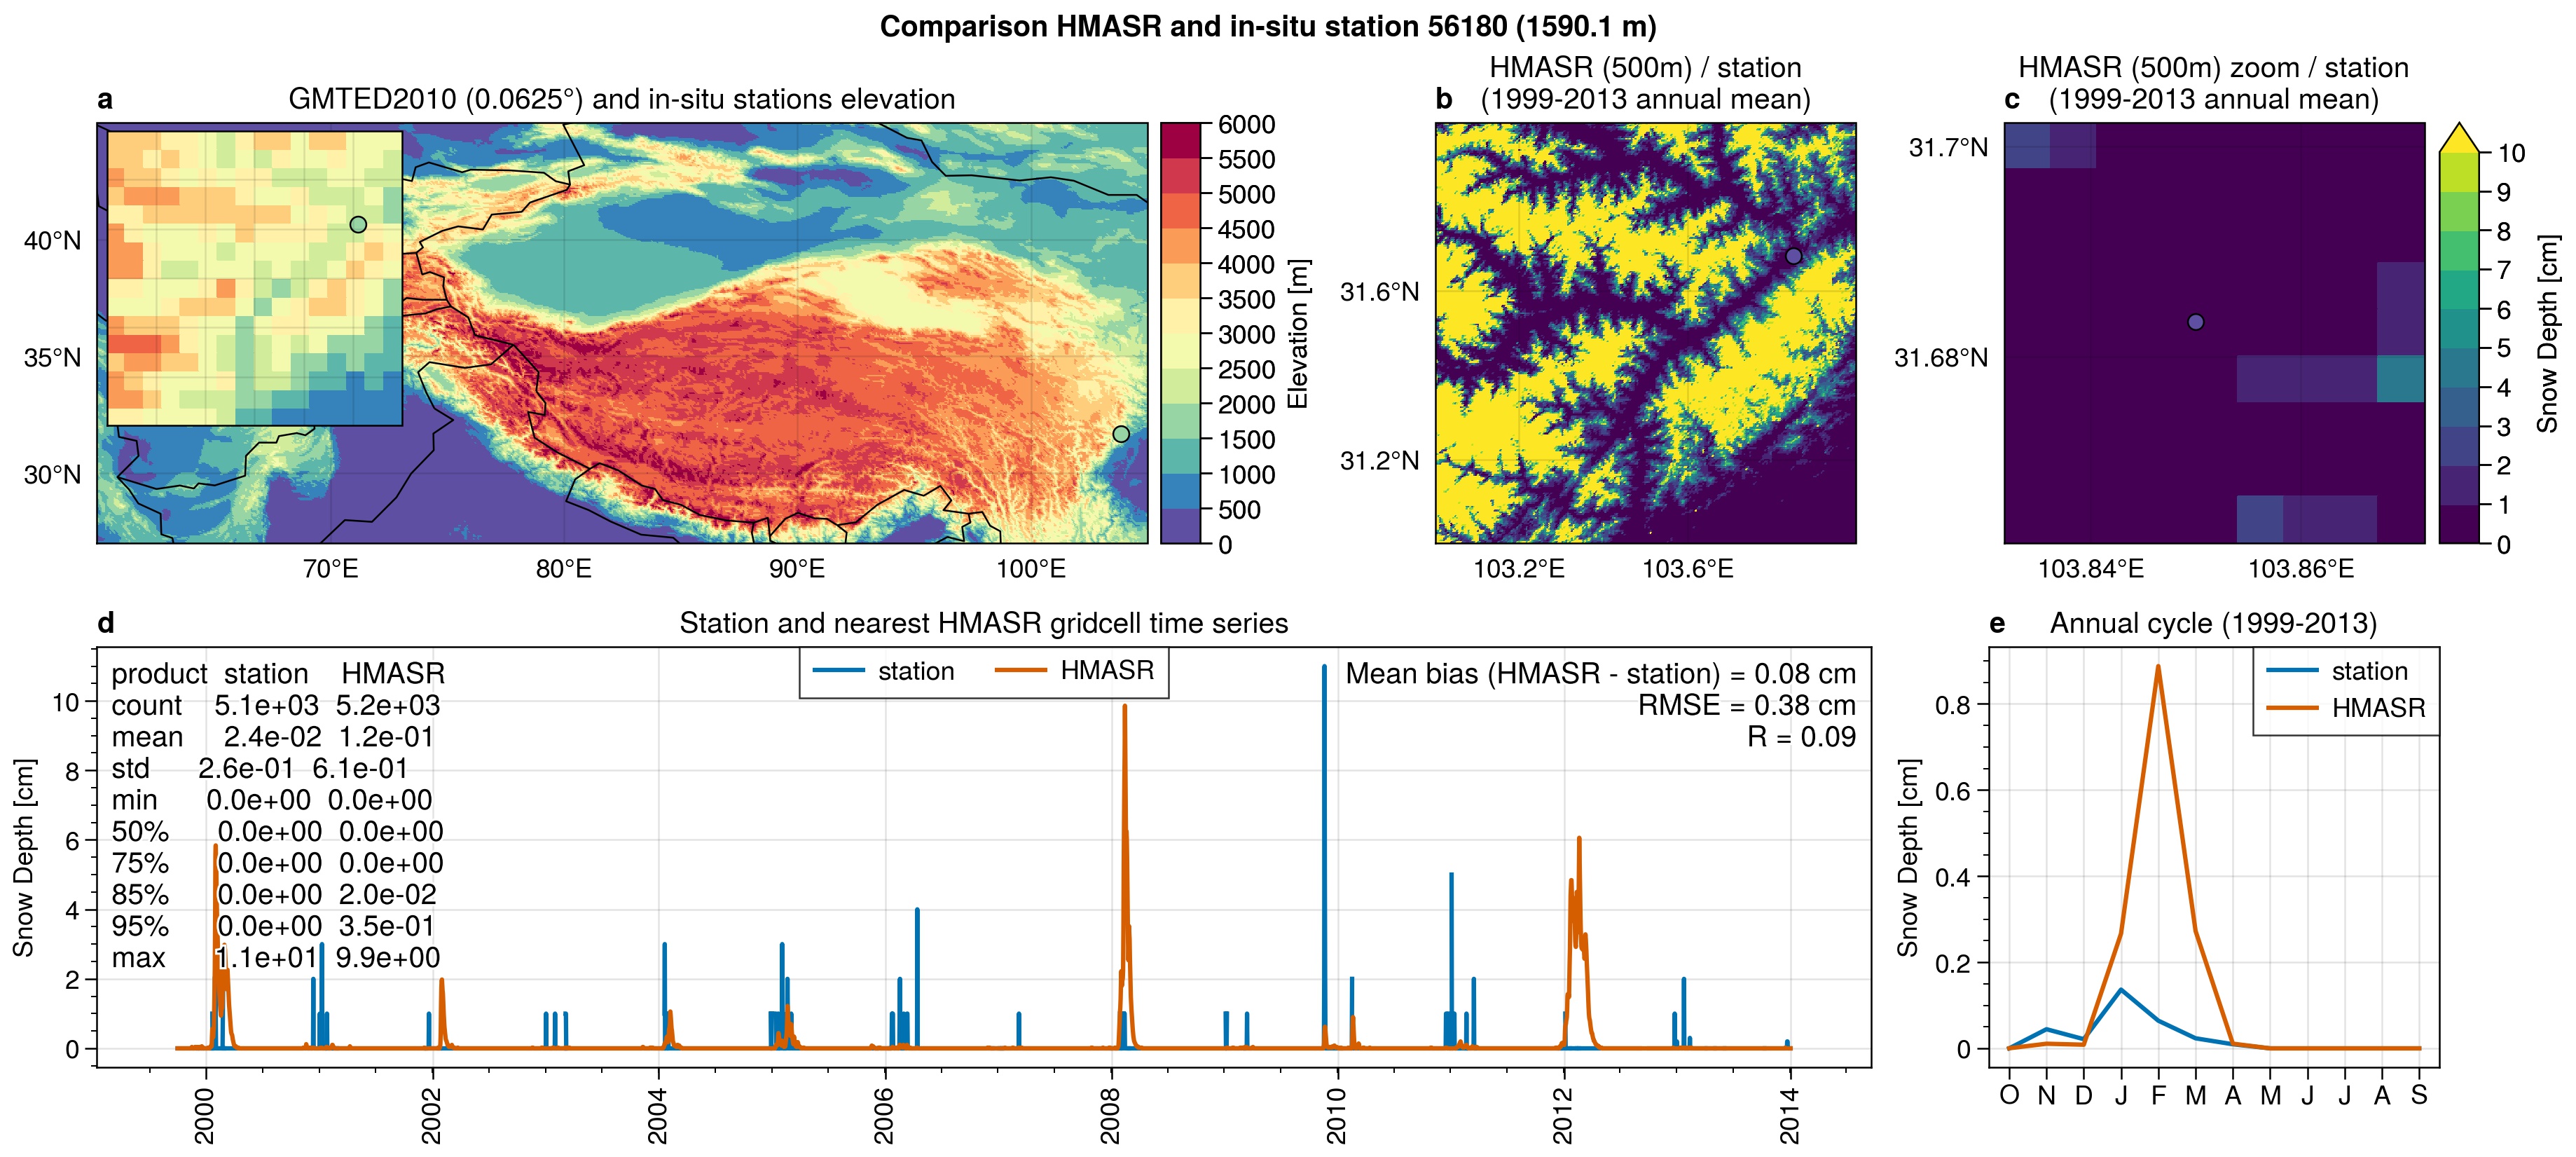 Comparison HMASR and in-situ station 56180 (1590.1 m)
a
GMTED2010 (0.0625°) and in-situ stations elevation
40°N
35°N
30°N
70°E
80°E
90°E
100°E
6000
5500
5000
4500
4000
3500
3000
2500
2000
1500
1000
500
0
Elevation [m]
b
HMASR (500m) / station
(1999-2013 annual mean)
31.6°N
31.2°N
103.2°E
103.6°E
c
HMASR (500m) zoom / station
(1999-2013 annual mean)
31.7°N
31.68°N
103.84°E
103.86°E
10
9
8
7
6
5
4
3
2
1
0
Snow Depth [cm]
d
Station and nearest HMASR gridcell time series
product station HMASR
count 5.1e+03 5.2e+03
mean 2.4e-02 1.2e-01
std 2.6e-01 6.1e-01
min 0.0e+00 0.0e+00
50% 0.0e+00 0.0e+00
75% 0.0e+00 0.0e+00
85% 0.0e+00 2.0e-02
95% 0.0e+00 3.5e-01
max 1.1e+01 9.9e+00
station
HMASR
Mean bias (HMASR - station) = 0.08 cm
RMSE = 0.38 cm
R = 0.09
Snow Depth [cm]
10
8
6
4
2
0
2000
2002
2004
2006
2008
2010
2012
2014
e
Annual cycle (1999-2013)
station
HMASR
Snow Depth [cm]
0.8
0.6
0.4
0.2
0
O N D J F M A M J J A S